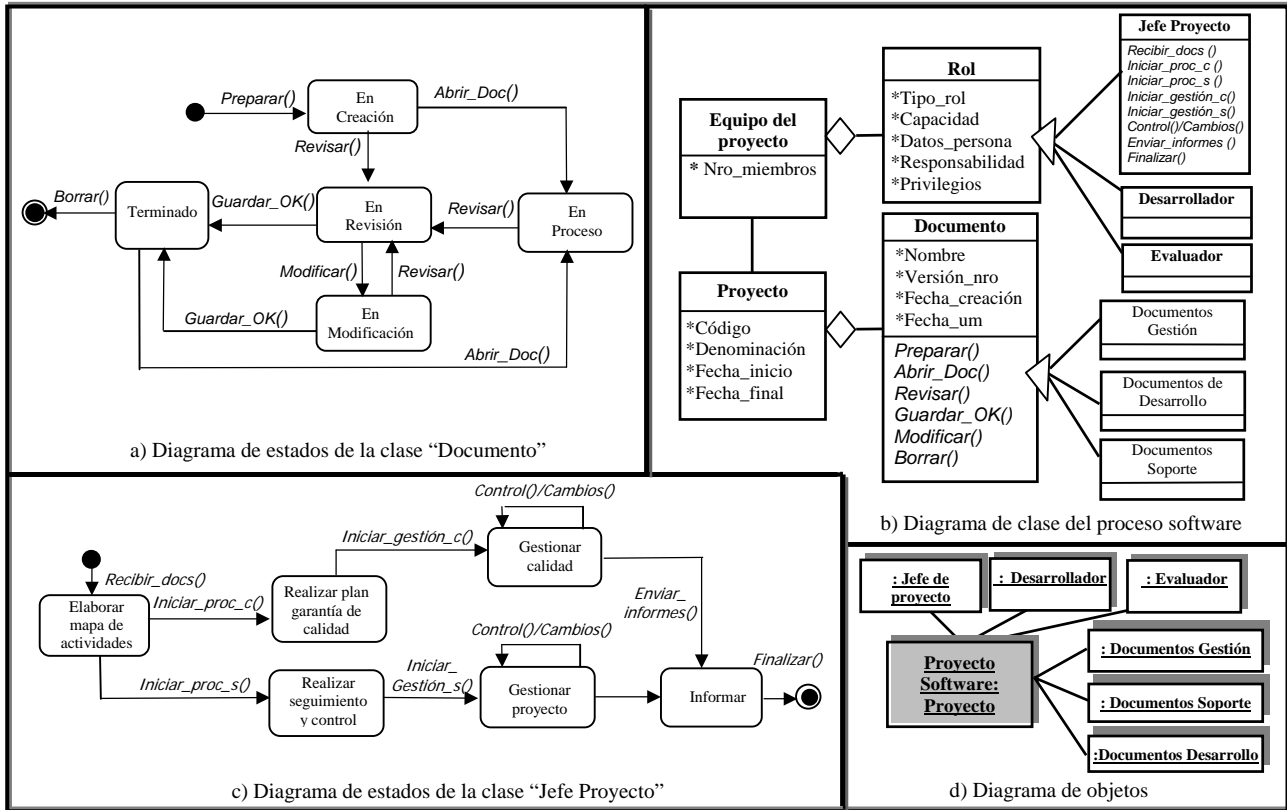 Preparar()
En
Creación
Abrir_Doc()
Revisar()
Borrar()
Terminado
Guardar_OK()
En
Revisión
Revisar()
En
Proceso
Modificar()
Revisar()
Guardar_OK()
En
Modificación
Abrir_Doc()
a) Diagrama de estados de la clase “Documento”
Equipo del
proyecto
* Nro_miembros
Rol
*Tipo_rol
*Capacidad
*Datos_persona
*Responsabilidad
*Privilegios
Jefe Proyecto
Recibir_docs ()
Iniciar_proc_c ()
Iniciar_proc_s ()
Iniciar_gestión_c()
Iniciar_gestión_s()
Control()/Cambios()
Enviar_informes ()
Finalizar()
Desarrollador
Evaluador
Proyecto
*Código
*Denominación
*Fecha_inicio
*Fecha_final
Documento
*Nombre
*Versión_nro
*Fecha_creación
*Fecha_um
Preparar()
Abrir_Doc()
Revisar()
Guardar_OK()
Modificar()
Borrar()
Documentos
Gestión
Documentos de
Desarrollo
Documentos
Soporte
b) Diagrama de clase del proceso software
Recibir_docs()
Elaborar
mapa de
actividades
Iniciar_proc_c()
Realizar plan
garantía de
calidad
Iniciar_gestión_c()
Control()/Cambios()
Gestionar
calidad
Enviar_
informes()
Iniciar_proc_s()
Realizar
seguimiento
y control
Iniciar_
Gestión_s()
Control()/Cambios()
Gestionar
proyecto
Informar
Finalizar()
c) Diagrama de estados de la clase “Jefe Proyecto”
: Jefe de
proyecto
: Desarrollador
: Evaluador
Proyecto
Software:
Proyecto
: Documentos Gestión
: Documentos Soporte
:Documentos Desarrollo
d) Diagrama de objetos